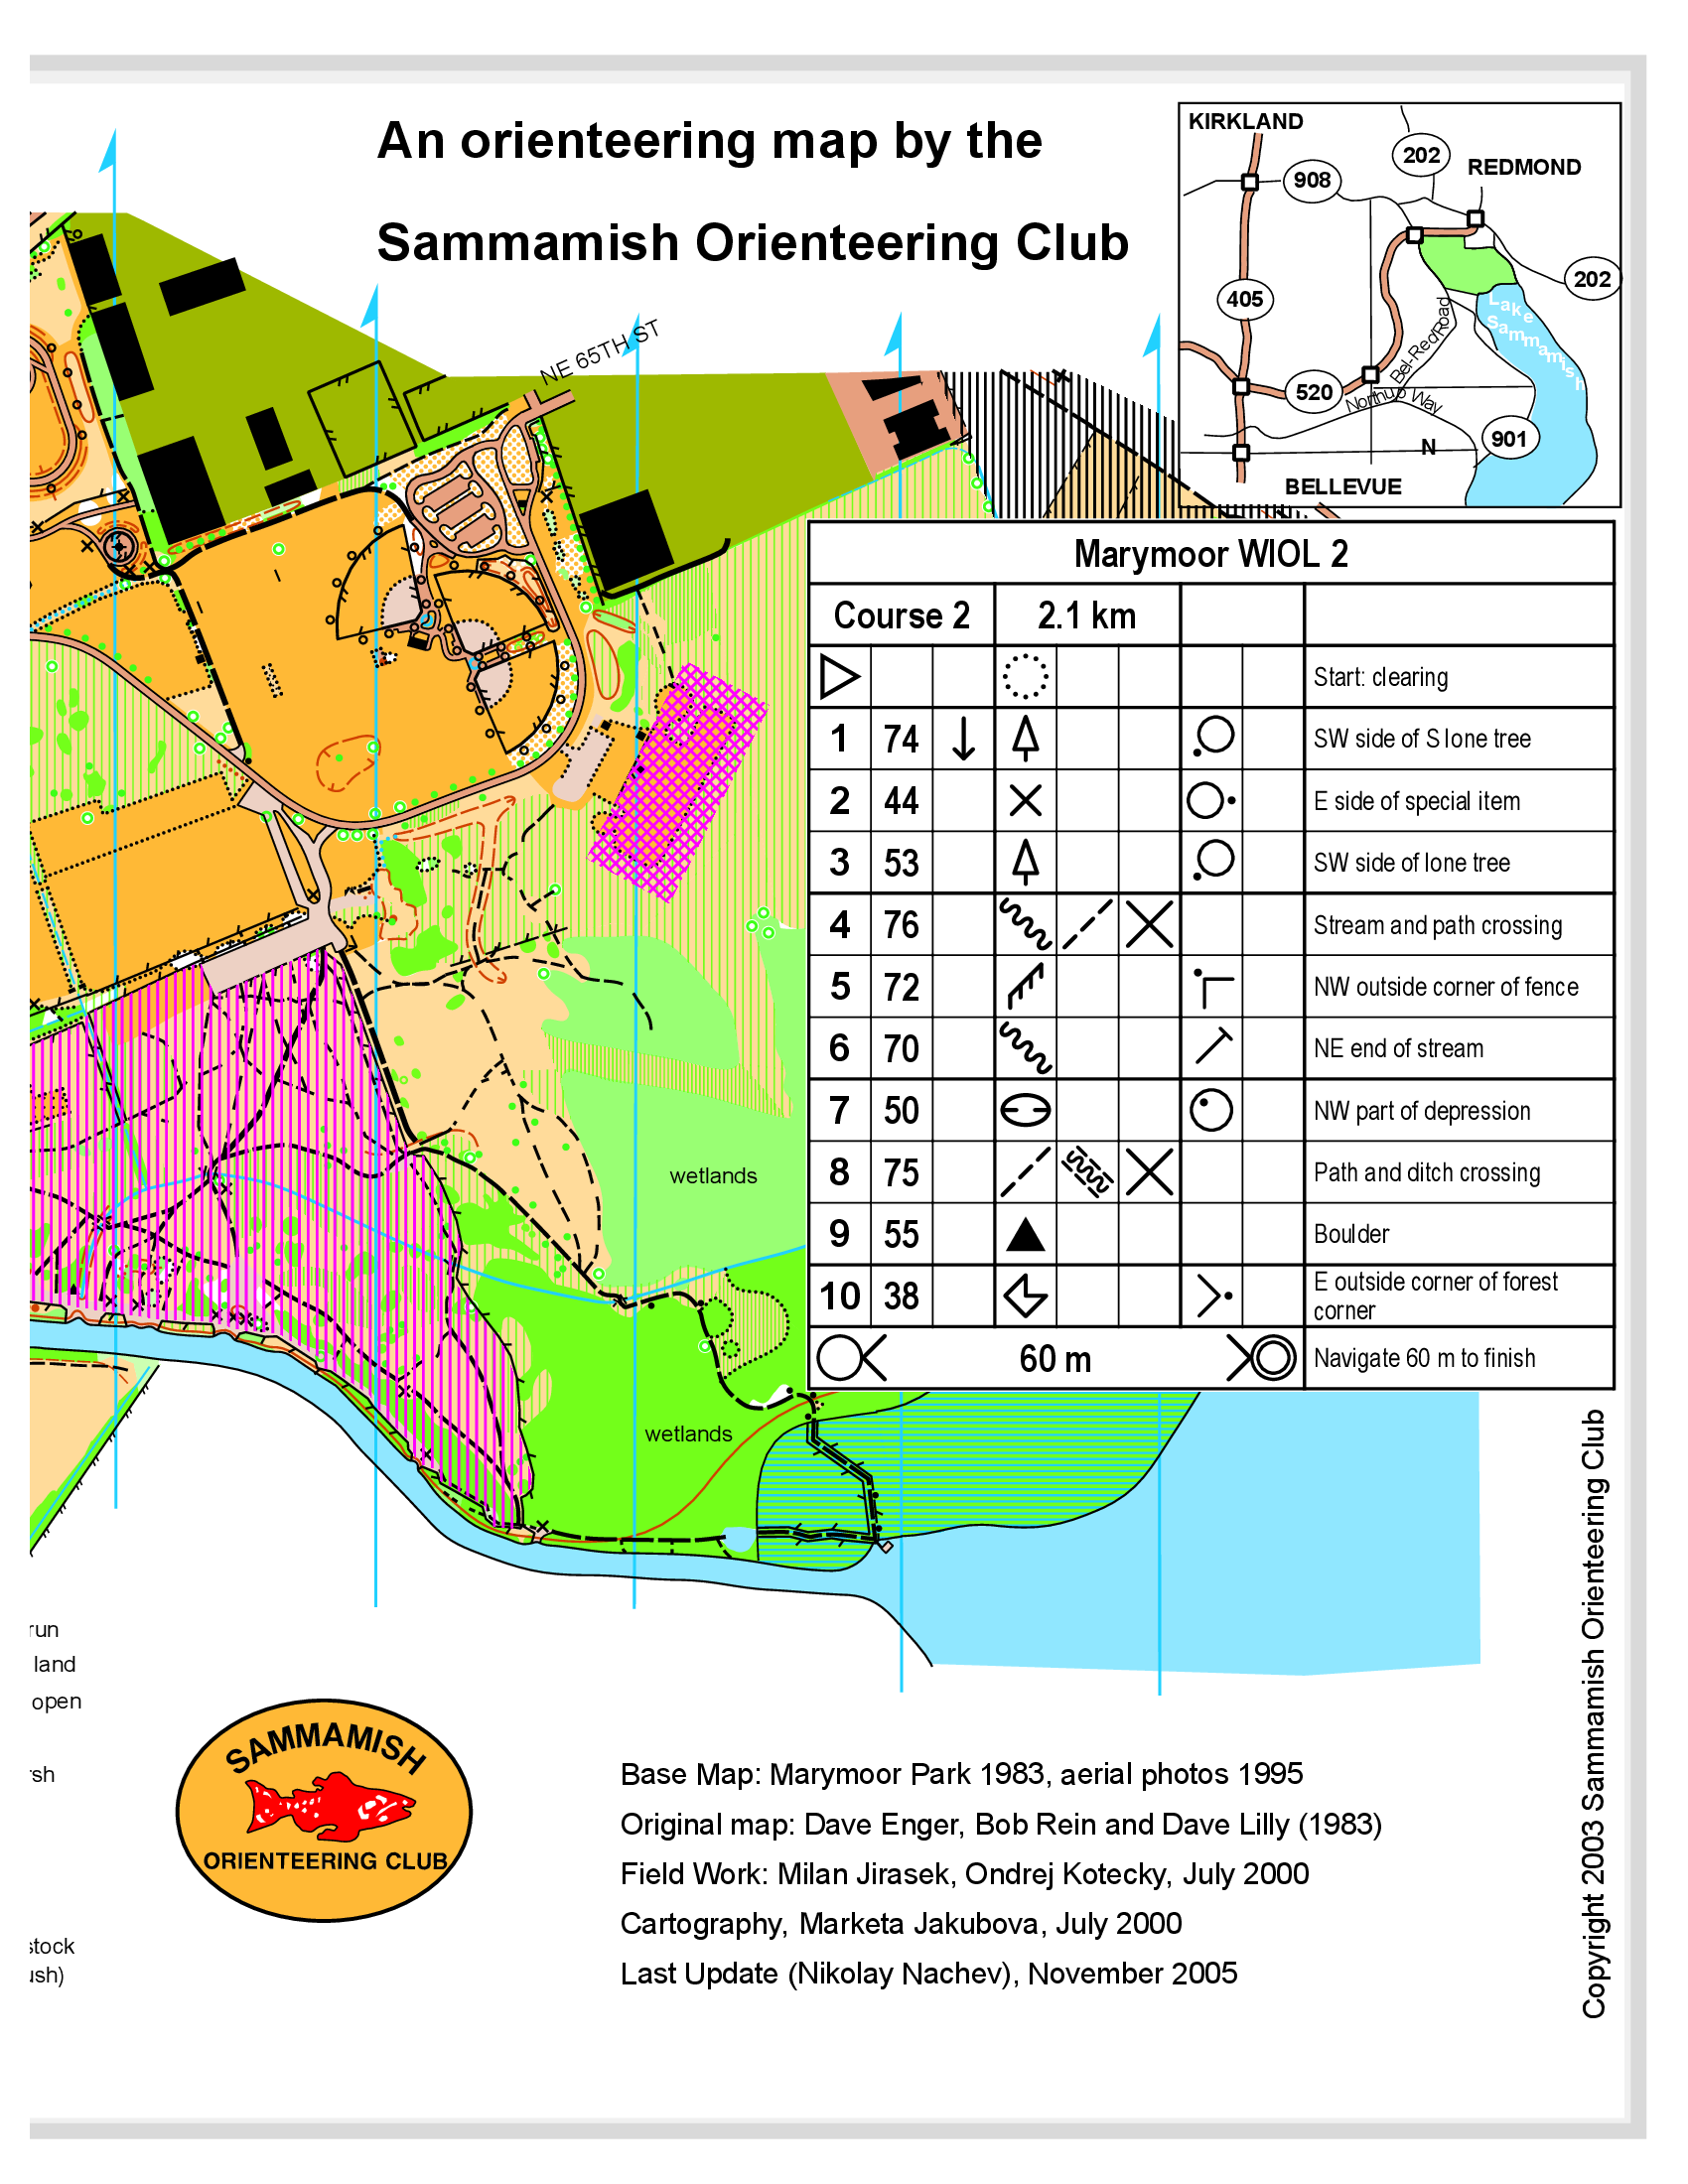 An orienteering map by the
Sammamish Orienteering Club
KIRKLAND
202
REDMOND
908
202
405
Lake Sammamish
Bel-Red Road
520
Northup Way
901
N
BELLEVUE
NE 65TH ST
Marymoor WIOL 2
Course 2 2.1 km
Start: clearing
1 74 SW side of S lone tree
2 44 E side of special item
3 53 SW side of lone tree
4 76 Stream and path crossing
5 72 NW outside corner of fence
6 70 NE end of stream
7 50 NW part of depression
8 75 Path and ditch crossing
9 55 Boulder
10 38 E outside corner of forest
corner
60 m Navigate 60 m to finish
wetlands
wetlands
run
land
open
rsh
stock
ush)
SAMMAMISH
ORIENTEERING CLUB
Base Map: Marymoor Park 1983, aerial photos 1995
Original map: Dave Enger, Bob Rein and Dave Lilly (1983)
Field Work: Milan Jirasek, Ondrej Kotecky, July 2000
Cartography, Marketa Jakubova, July 2000
Last Update (Nikolay Nachev), November 2005
Copyright 2003 Sammamish Orienteering Club